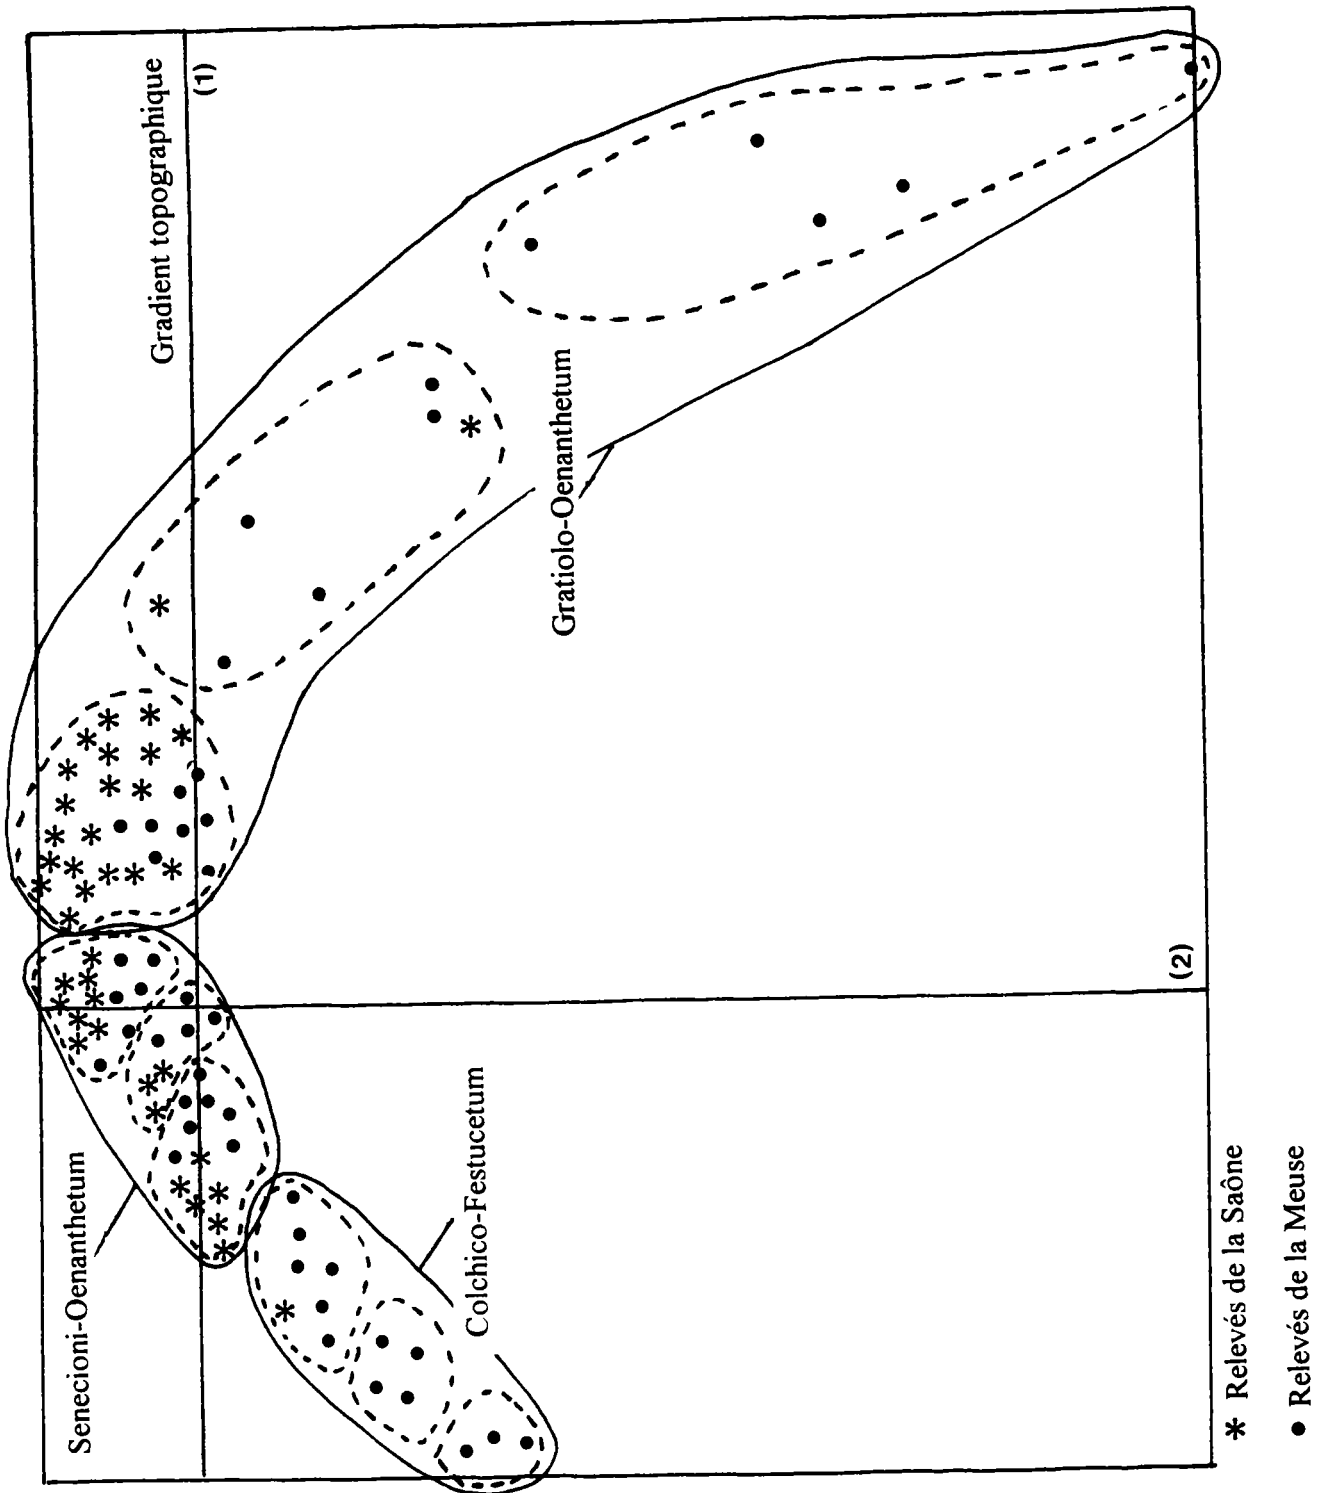 Gradient topographique
(1)
Senecioni-Oenanthetum
Gratiolo-Oenanthetum
Colchico-Festucetum
(2)
* Relevés de la Saône
• Relevés de la Meuse